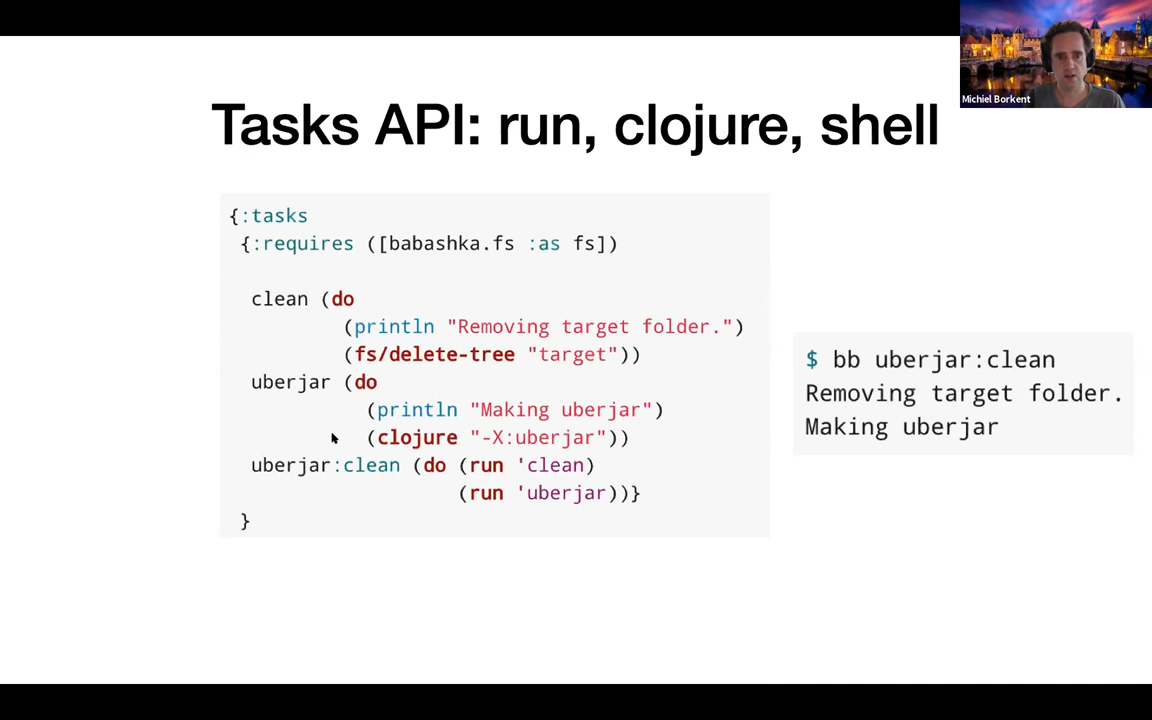 Michiel Borkent
Tasks API: run, clojure, shell
{:tasks
 {:requires ([babashka.fs :as fs])

  clean (do
          (println "Removing target folder.")
          (fs/delete-tree "target"))
  uberjar (do
            (println "Making uberjar")
            (clojure "-X:uberjar"))
  uberjar:clean (do (run 'clean)
                    (run 'uberjar))}
 }
$ bb uberjar:clean
Removing target folder.
Making uberjar